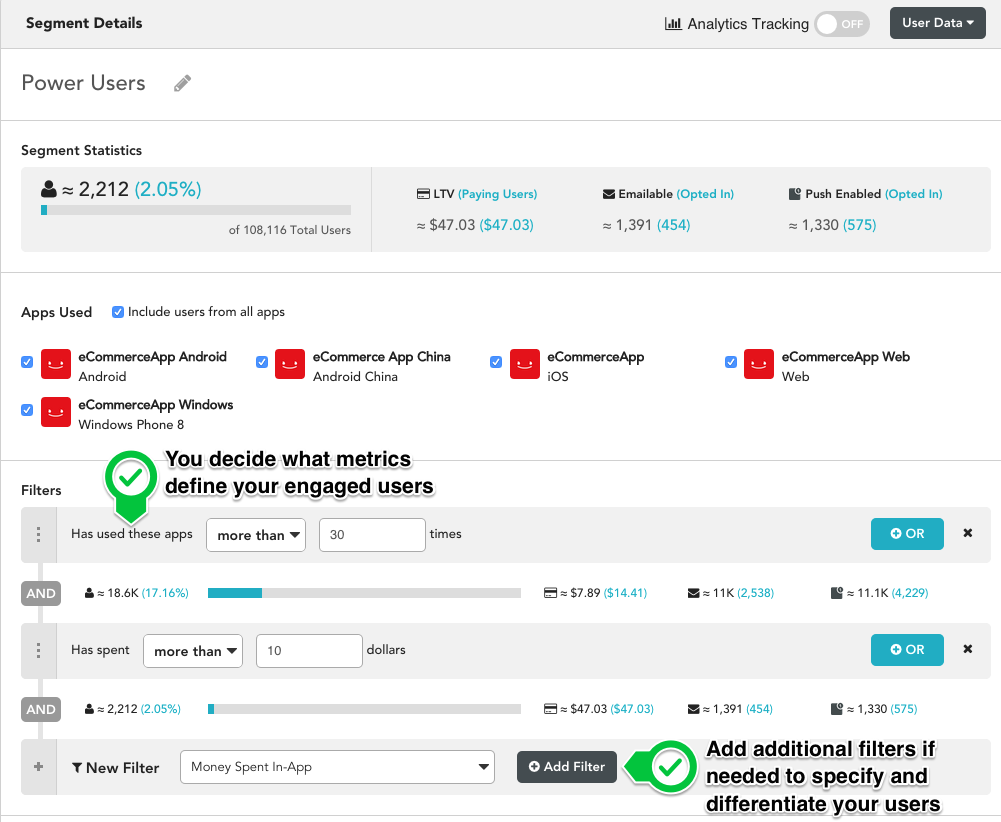 Segment Details
Analytics Tracking OFF User Data
Power Users
Segment Statistics
≈ 2,212 (2.05%)
of 108,116 Total Users
LTV (Paying Users)
≈ $47.03 ($47.03)
Emailable (Opted In)
≈ 1,391 (454)
Push Enabled (Opted In)
≈ 1,330 (575)
Apps Used Include users from all apps
eCommerceApp Android
Android
eCommerce App China
Android China
eCommerceApp
iOS
eCommerceApp Web
Web
eCommerceApp Windows
Windows Phone 8
You decide what metrics
define your engaged users
Filters
Has used these apps more than 30 times OR
AND ≈ 18.6K (17.16%) ≈ $7.89 ($14.41) ≈ 11K (2,538) ≈ 11.1K (4,229)
Has spent more than 10 dollars OR
AND ≈ 2,212 (2.05%) ≈ $47.03 ($47.03) ≈ 1,391 (454) ≈ 1,330 (575)
New Filter Money Spent In-App Add Filter
Add additional filters if
needed to specify and
differentiate your users